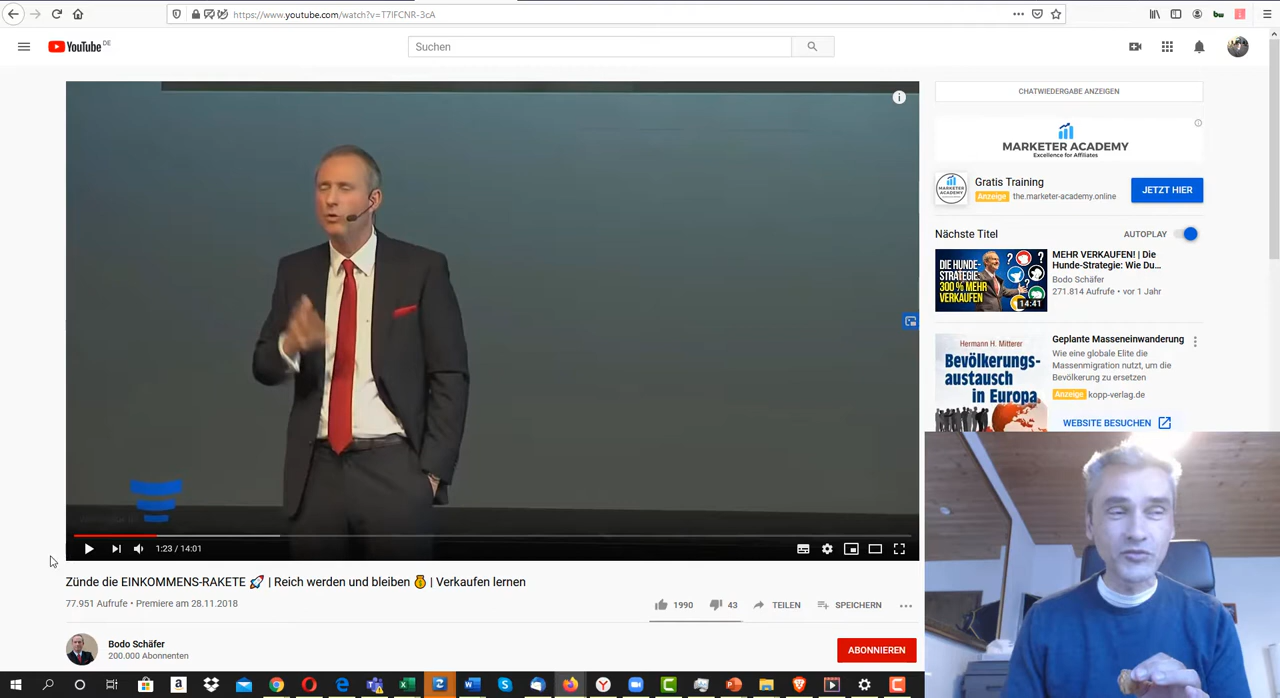 https://www.youtube.com/watch?v=T7lFCNR-3cA
YouTube DE
Suchen
CHATWIEDERGABE ANZEIGEN
MARKETER ACADEMY
Excellence for Affiliates
MARKETER
ACADEMY
Gratis Training
Anzeige the.marketer-academy.online
JETZT HIER
Nächste Titel
AUTOPLAY
DIE HUNDE-
STRATEGIE:
300 % MEHR
VERKAUFEN
14:41
MEHR VERKAUFEN! | Die
Hunde-Strategie: Wie Du...
Bodo Schäfer
271.814 Aufrufe • vor 1 Jahr
Hermann H. Mitterer
Bevölkerungs-
austausch
in Europa
Geplante Masseneinwanderung
Wie eine globale Elite die
Massenmigration nutzt, um die
Bevölkerung zu ersetzen
Anzeige kopp-verlag.de
WEBSITE BESUCHEN
1:23 / 14:01
Zünde die EINKOMMENS-RAKETE 🚀 | Reich werden und bleiben 💰 | Verkaufen lernen
77.951 Aufrufe • Premiere am 28.11.2018
1990
43
TEILEN
SPEICHERN
Bodo Schäfer
200.000 Abonnenten
ABONNIEREN